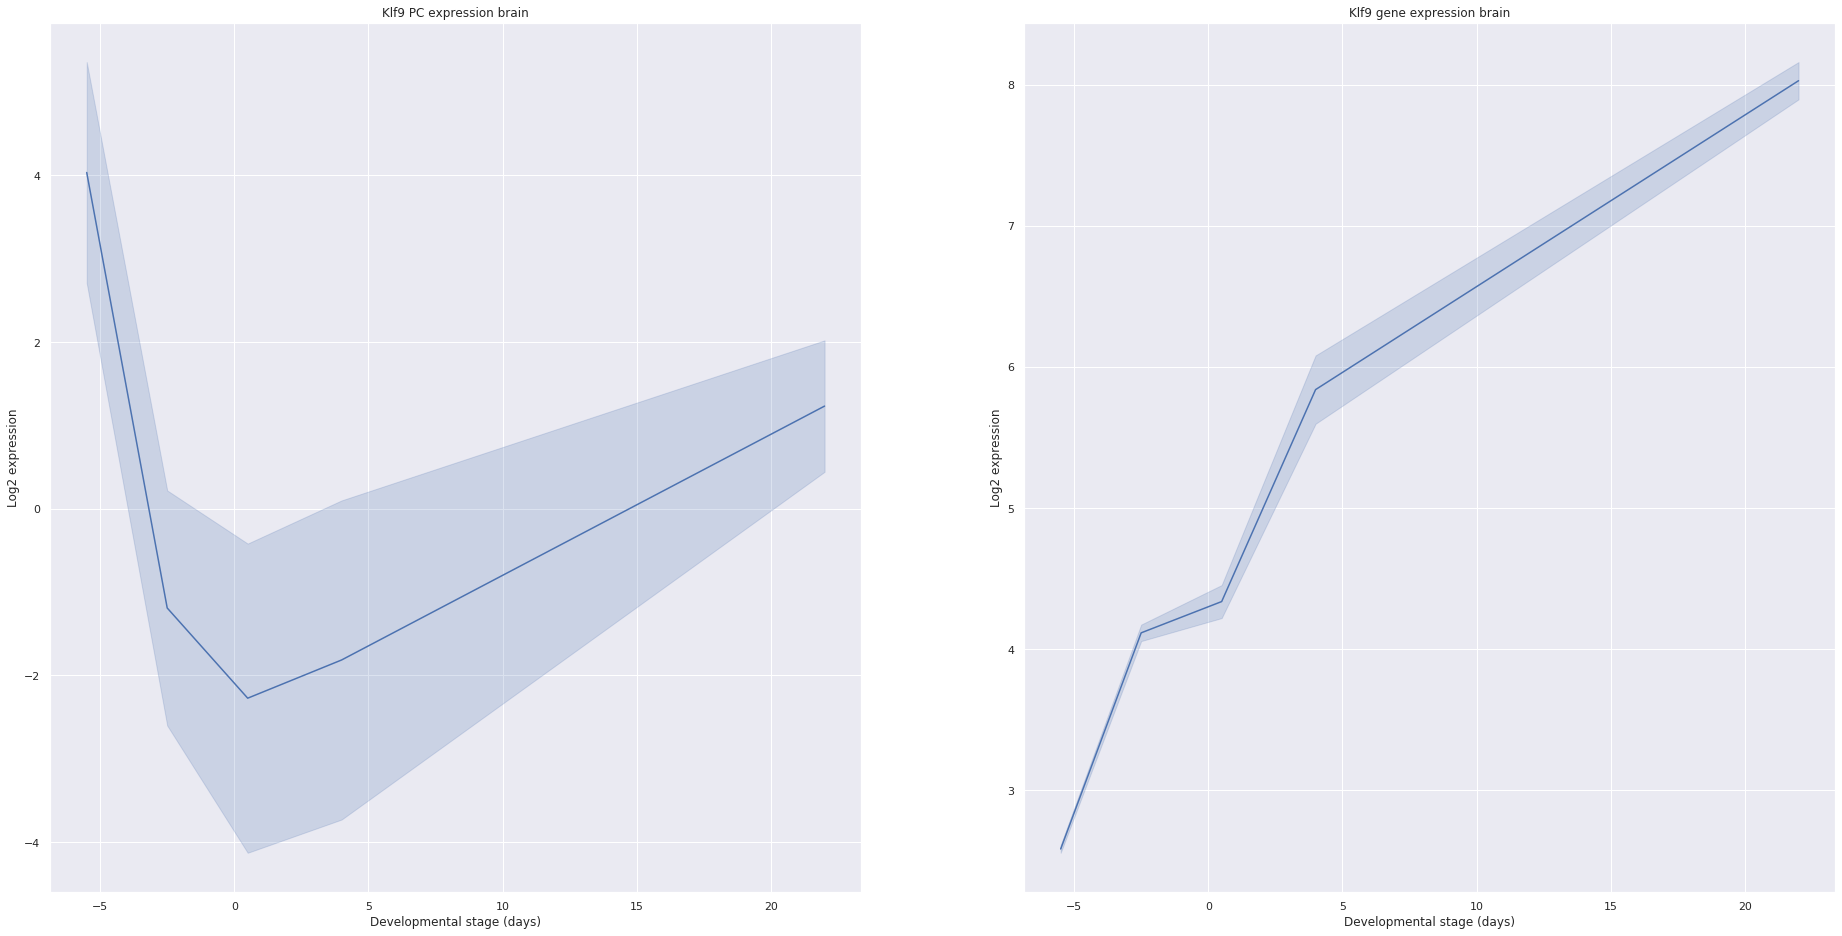 Klf9 PC expression brain
Log2 expression
4
2
0
−2
−4
−5 0 5 10 15 20
Developmental stage (days)
Klf9 gene expression brain
Log2 expression
8
7
6
5
4
3
−5 0 5 10 15 20
Developmental stage (days)